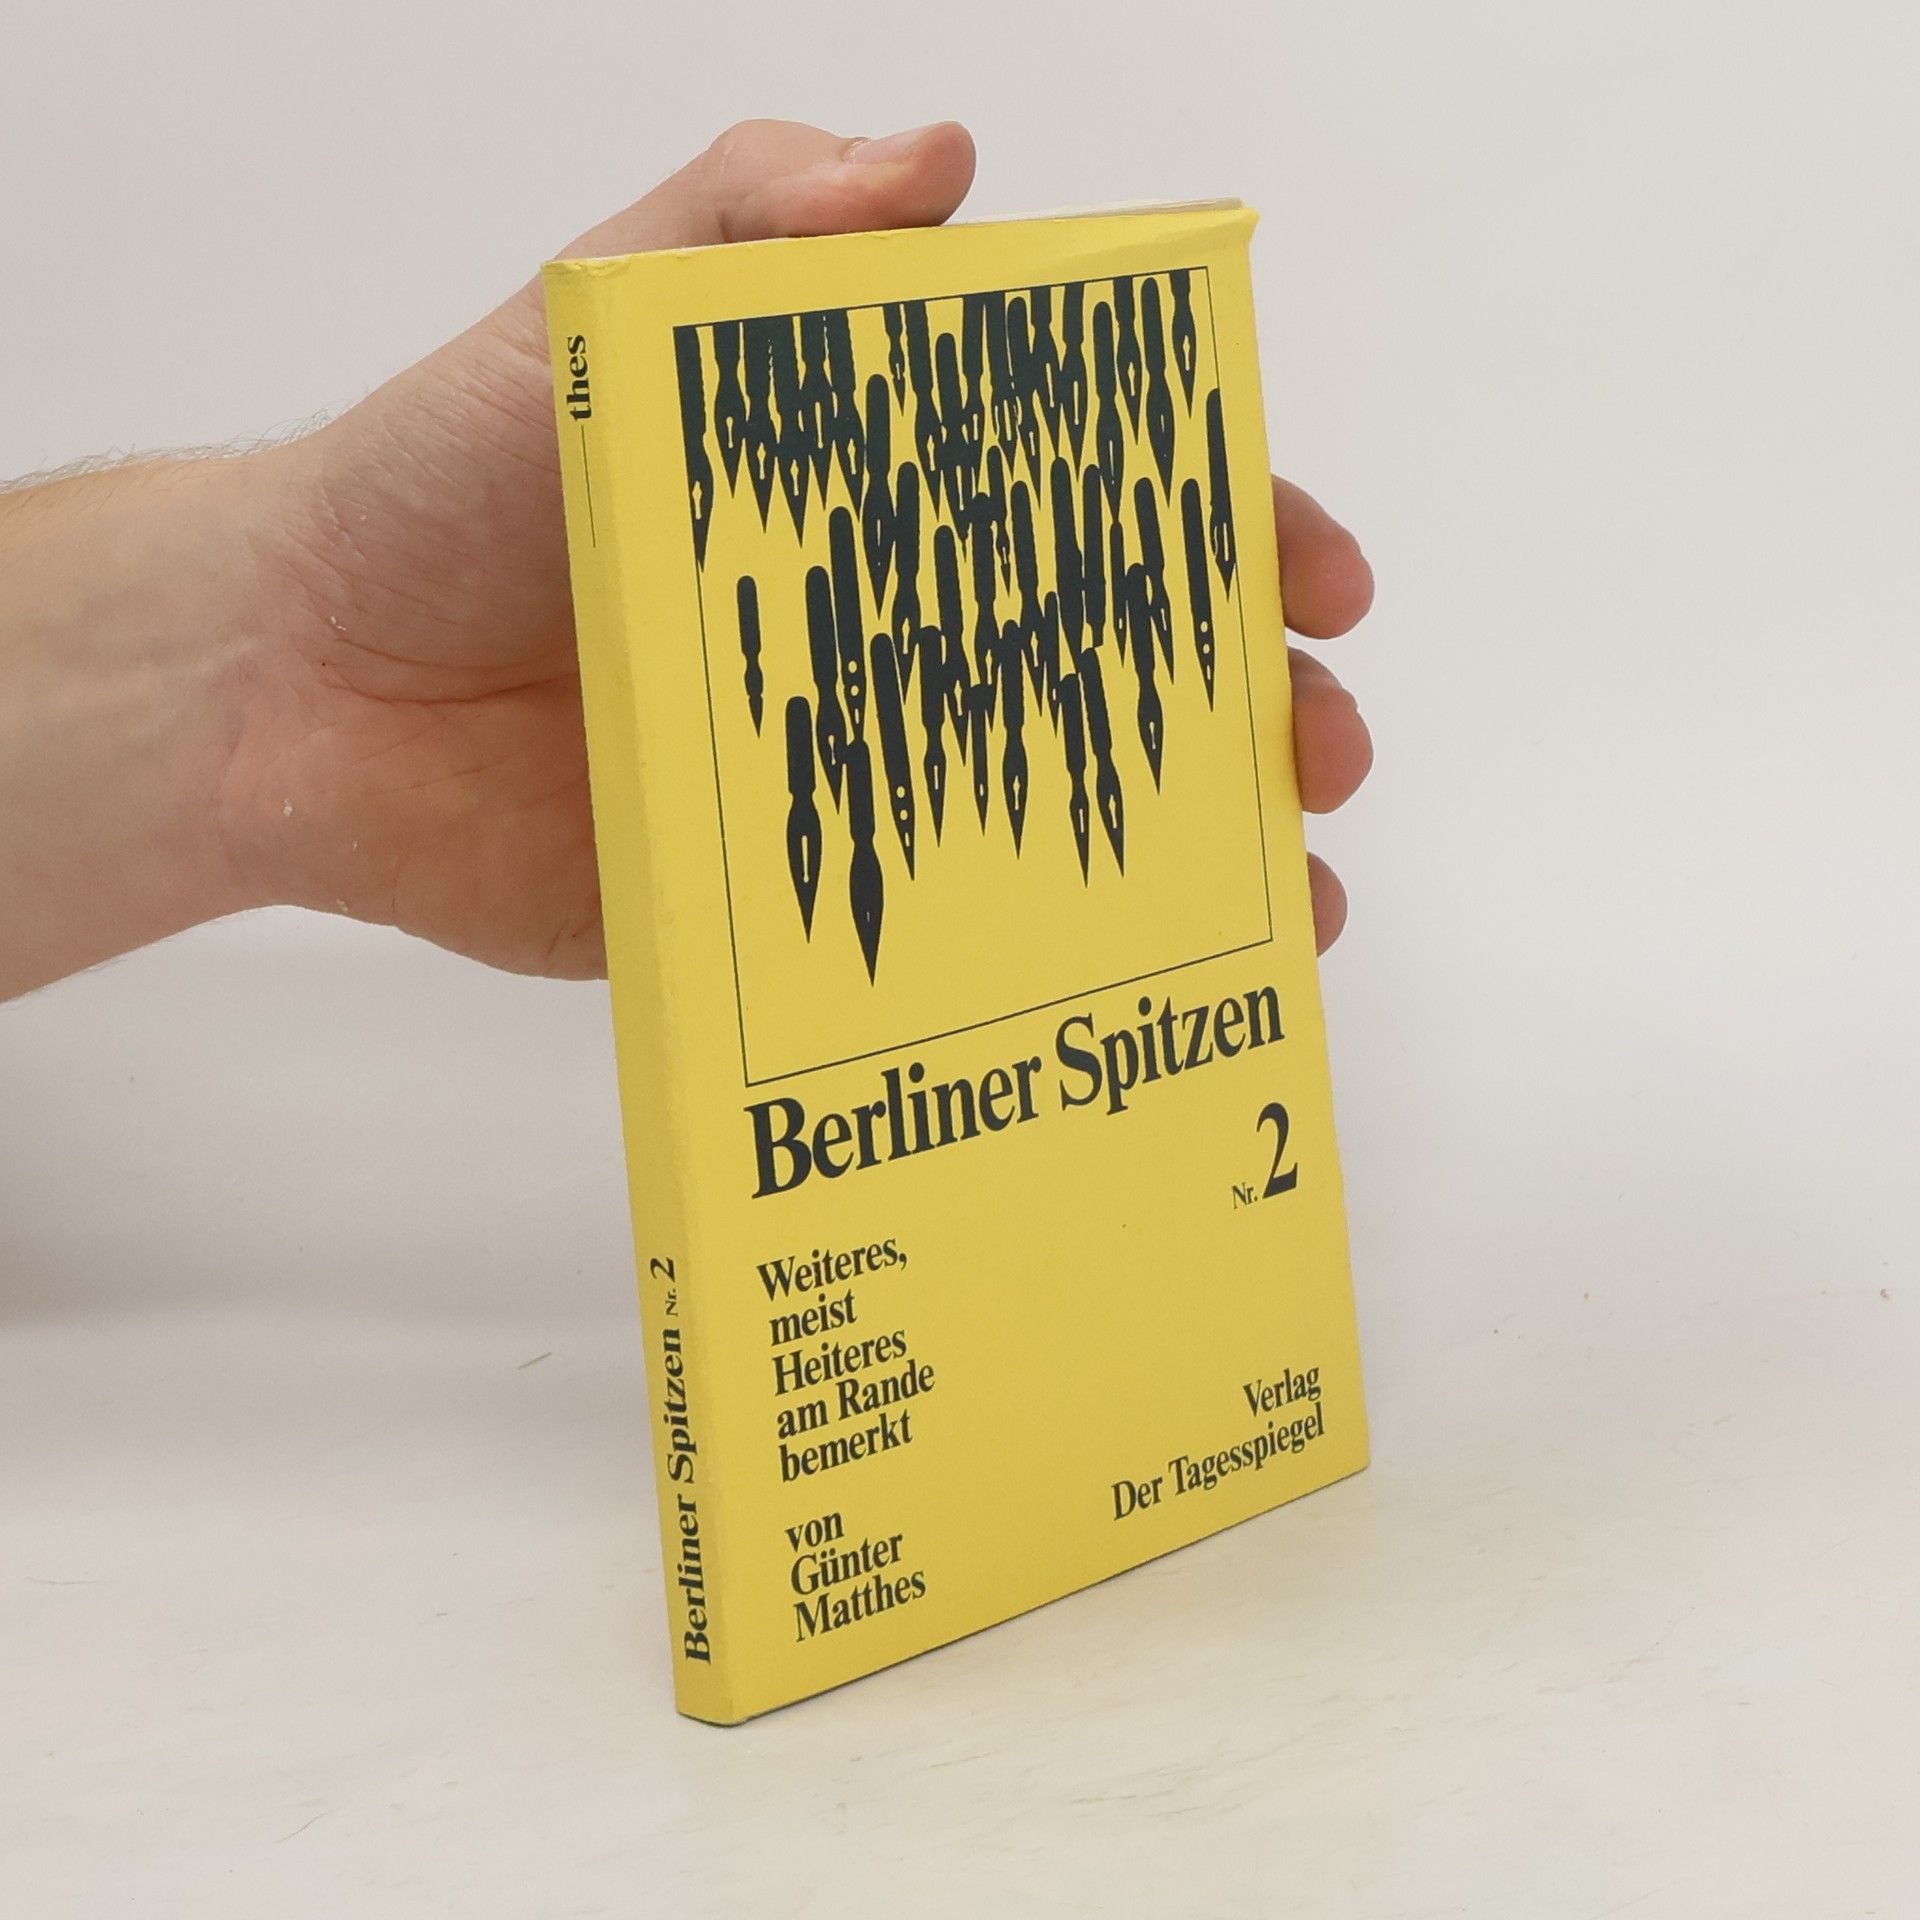 Berliner Spitzen
Nr. 2
Weiteres,
meist
Heiteres
am Rande
bemerkt
von
Günter
Matthes
Verlag
Der Tagesspiegel
Berliner Spitzen Nr. 2
—thes